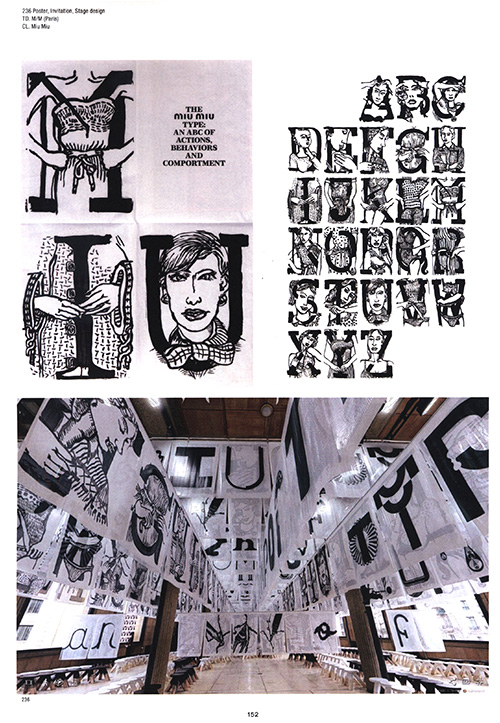 236 Poster, Invitation, Stage design
TD. M/M (Paris)
CL. Miu Miu
M
THE
MIU MIU
TYPE:
AN ABC OF
ACTIONS,
BEHAVIORS
AND
COMPORTMENT
I U
ABC
DEFGH
IJKLM
NOPQR
STUVW
XYZ
I U
T
Y P
an
o f
236
152